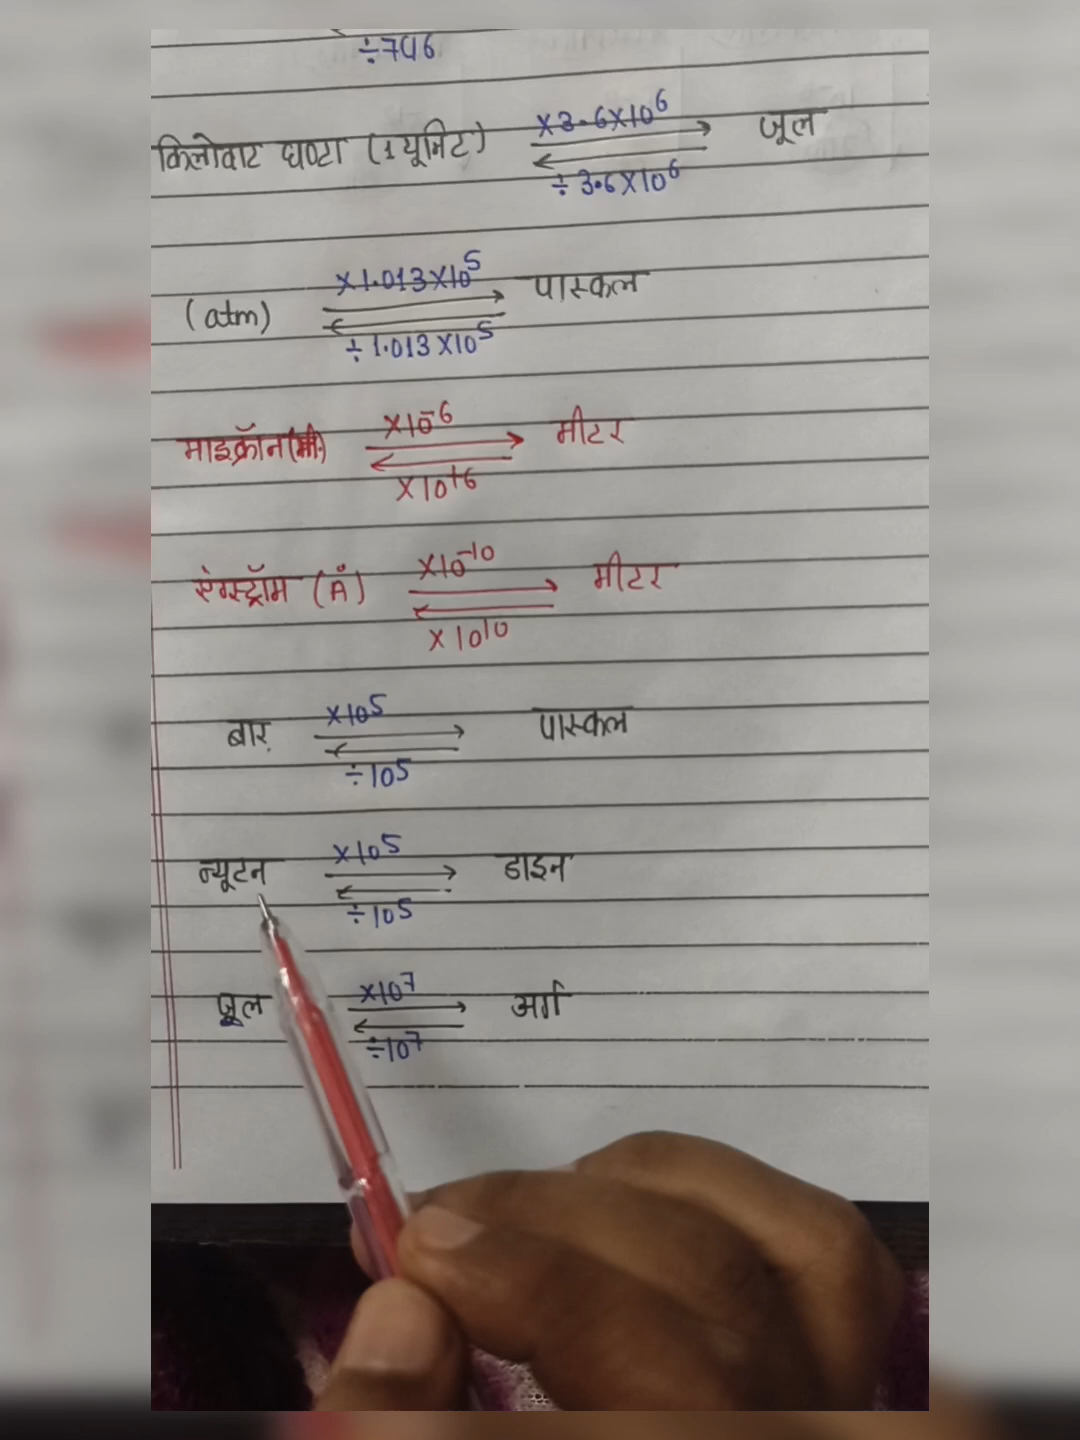 ÷746
×3.6×10⁶
किलोवाट घण्टा (1 यूनिट) जूल
÷3.6×10⁶
×1.013×10⁵
(atm) पास्कल
÷1.013×10⁵
×10⁻⁶
माइक्रॉन मीटर
×10⁺⁶
×10⁻¹⁰
एंग्स्ट्रॉम (Å) मीटर
×10¹⁰
×10⁵
बार पास्कल
÷10⁵
×10⁵
न्यूटन डाइन
÷10⁵
×10⁷
जूल अर्ग
÷10⁷